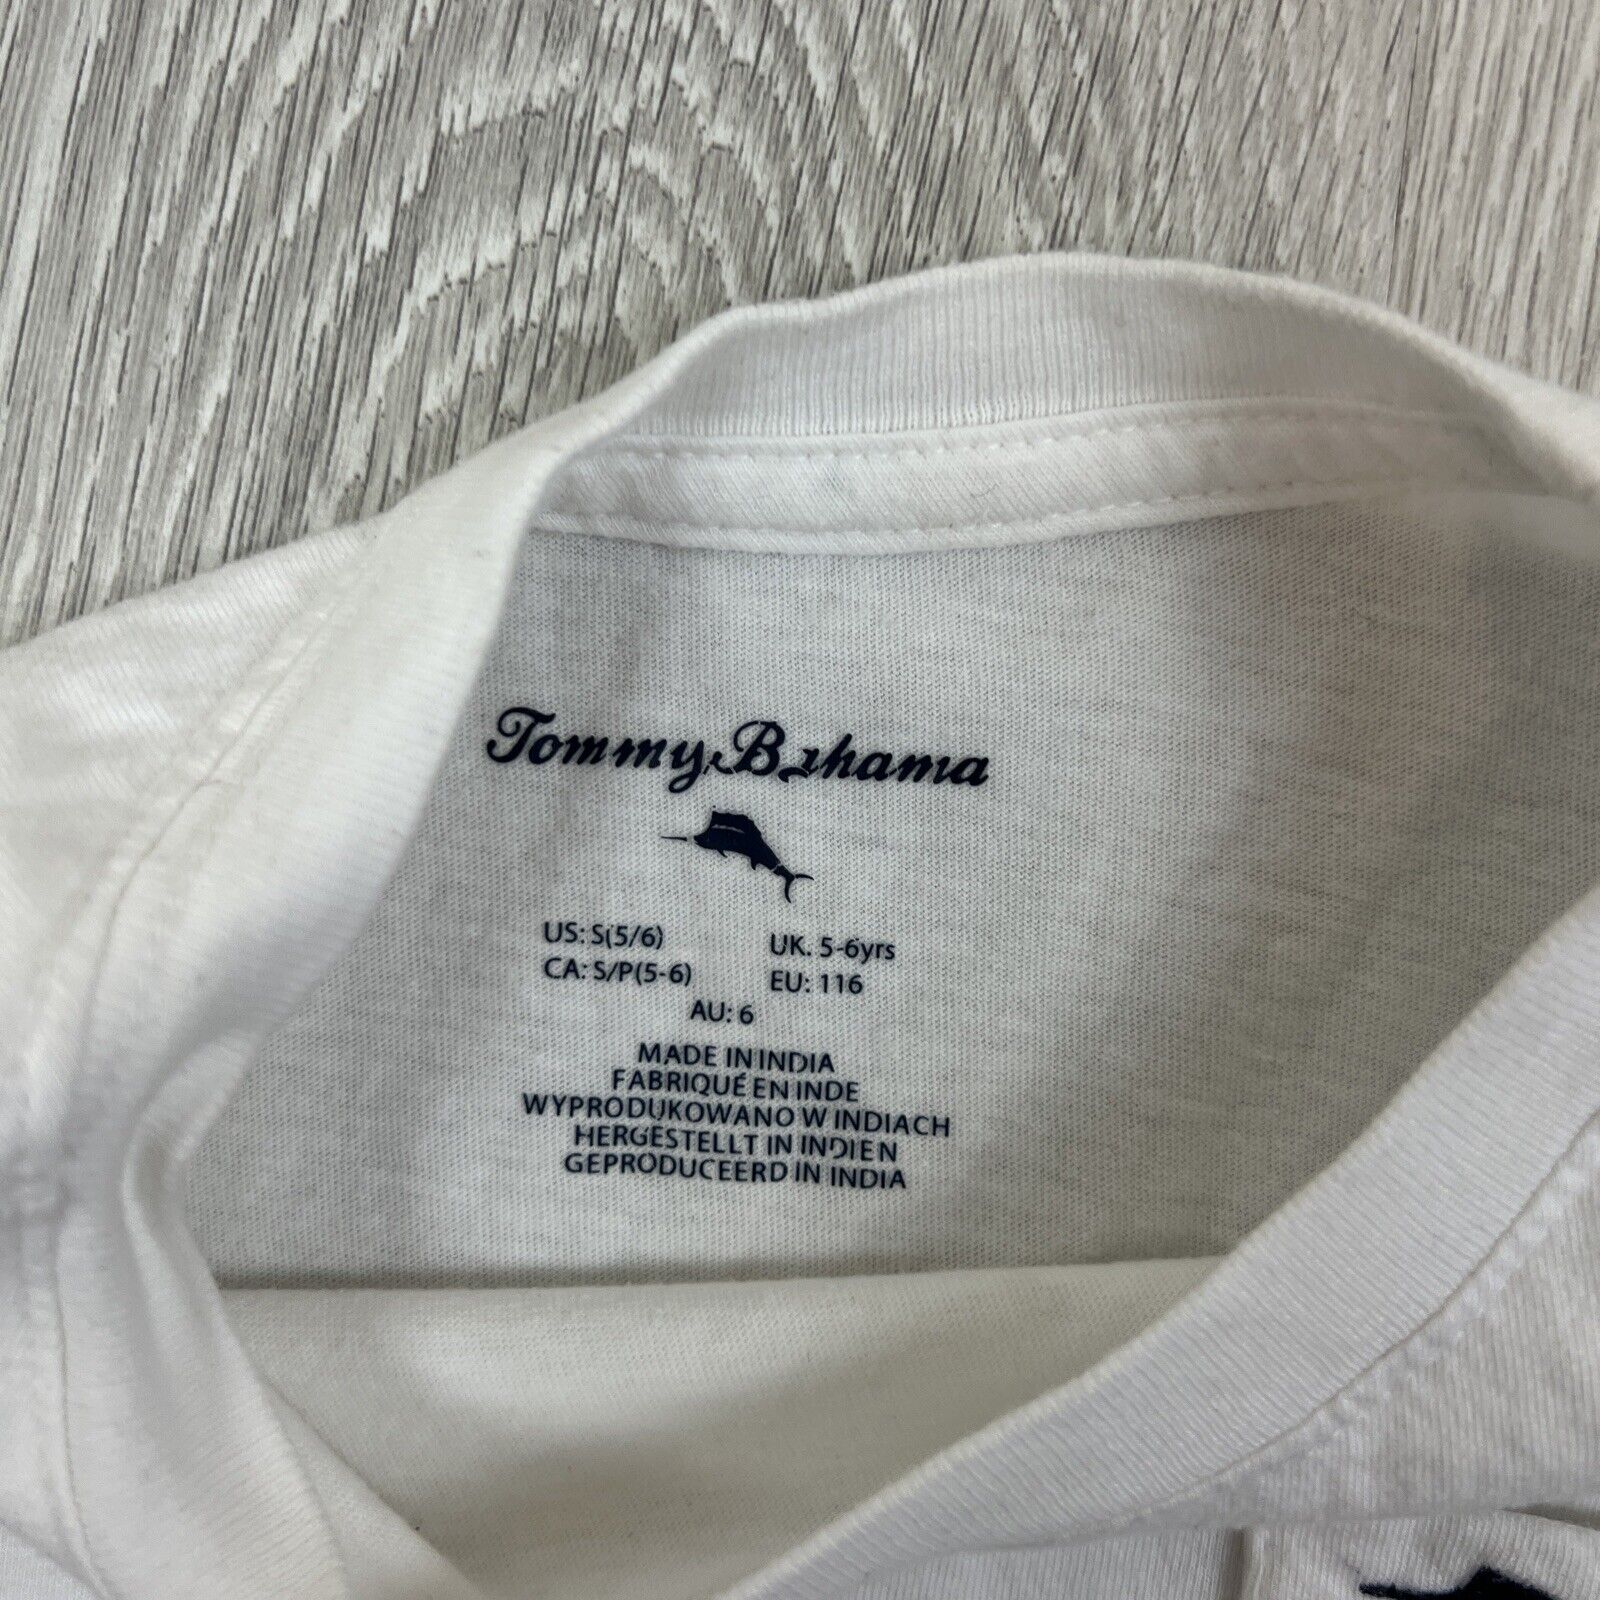 Tommy Bahama
US: S(5/6) UK. 5-6yrs
CA: S/P(5-6) EU: 116
AU: 6
MADE IN INDIA
FABRIQUÉ EN INDE
WYPRODUKOWANO W INDIACH
HERGESTELLT IN INDIEN
GEPRODUCEERD IN INDIA